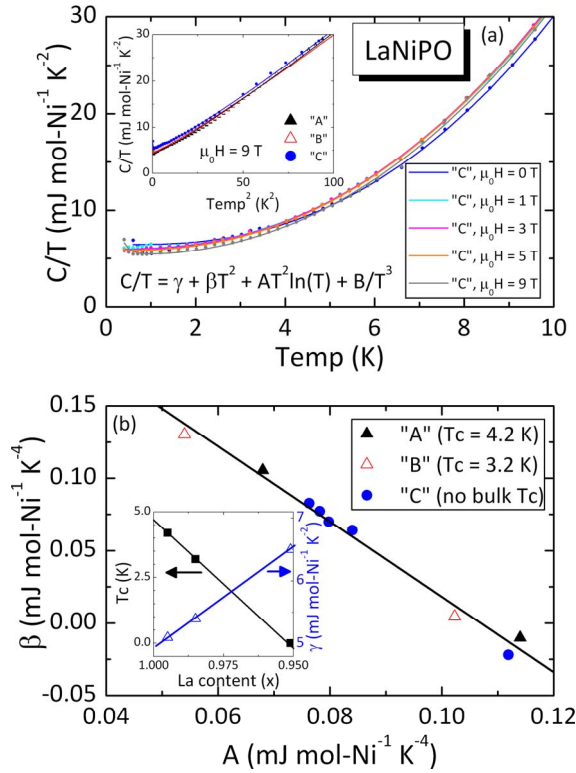 30
20
10
0
C/T (mJ mol-Ni⁻¹ K⁻²)
0 2 4 6 8 10
Temp (K)
(a)
LaNiPO
30
25
20
15
10
5
0
C/T (mJ mol-Ni⁻¹ K⁻²)
0 50 100
Temp² (K²)
"A"
"B"
"C"
μ₀H = 9 T
"C", μ₀H = 0 T
"C", μ₀H = 1 T
"C", μ₀H = 3 T
"C", μ₀H = 5 T
"C", μ₀H = 9 T
C/T = γ + βT² + AT²ln(T) + B/T³
(b)
0.15
0.10
0.05
0.00
-0.05
β (mJ mol-Ni⁻¹ K⁻⁴)
0.04 0.06 0.08 0.10 0.12
A (mJ mol-Ni⁻¹ K⁻⁴)
"A" (Tc = 4.2 K)
"B" (Tc = 3.2 K)
"C" (no bulk Tc)
5.0
2.5
0.0
Tc (K)
7
6
5
γ (mJ mol-Ni⁻¹ K⁻²)
1.000 0.975 0.950
La content (x)